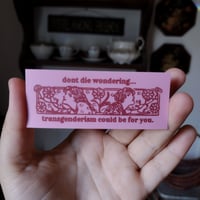 dont die wondering...
transgenderism could be for you.